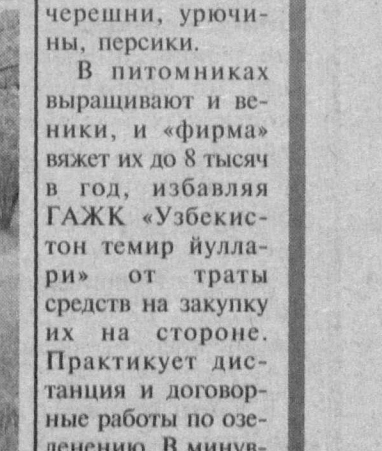 черешни, урючи-
ны, персики.
В питомниках
выращивают и ве-
ники, и «фирма»
вяжет их до 8 тысяч
в год, избавляя
ГАЖК «Узбекис-
тон темир йулла-
ри» от траты
средств на закупку
их на стороне.
Практикует дис-
танция и договор-
ные работы по озе-
ленению. В минув-